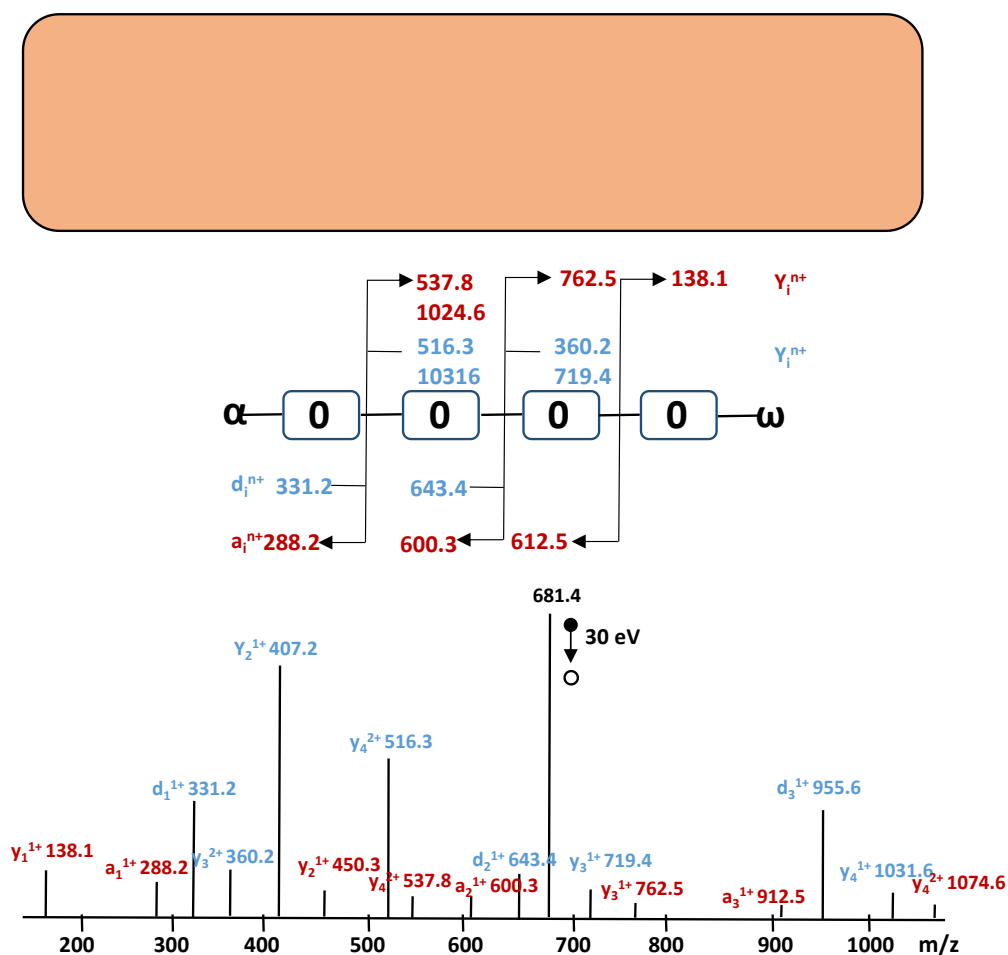 537.8 762.5 138.1 Yᵢⁿ⁺
1024.6
516.3 360.2 Yᵢⁿ⁺
10316 719.4
α 0 0 0 0 ω
dᵢⁿ⁺ 331.2 643.4
aᵢⁿ⁺ 288.2 600.3 612.5
681.4
30 eV
Y₂¹⁺ 407.2
y₄²⁺ 516.3
d₁¹⁺ 331.2
d₃¹⁺ 955.6
y₁¹⁺ 138.1
a₁¹⁺ 288.2
y₃²⁺ 360.2
y₂¹⁺ 450.3
y₄²⁺ 537.8
d₂¹⁺ 643.4
a₂¹⁺ 600.3
y₃¹⁺ 719.4
y₃¹⁺ 762.5
a₃¹⁺ 912.5
y₄¹⁺ 1031.6
y₄²⁺ 1074.6
200 300 400 500 600 700 800 900 1000 m/z